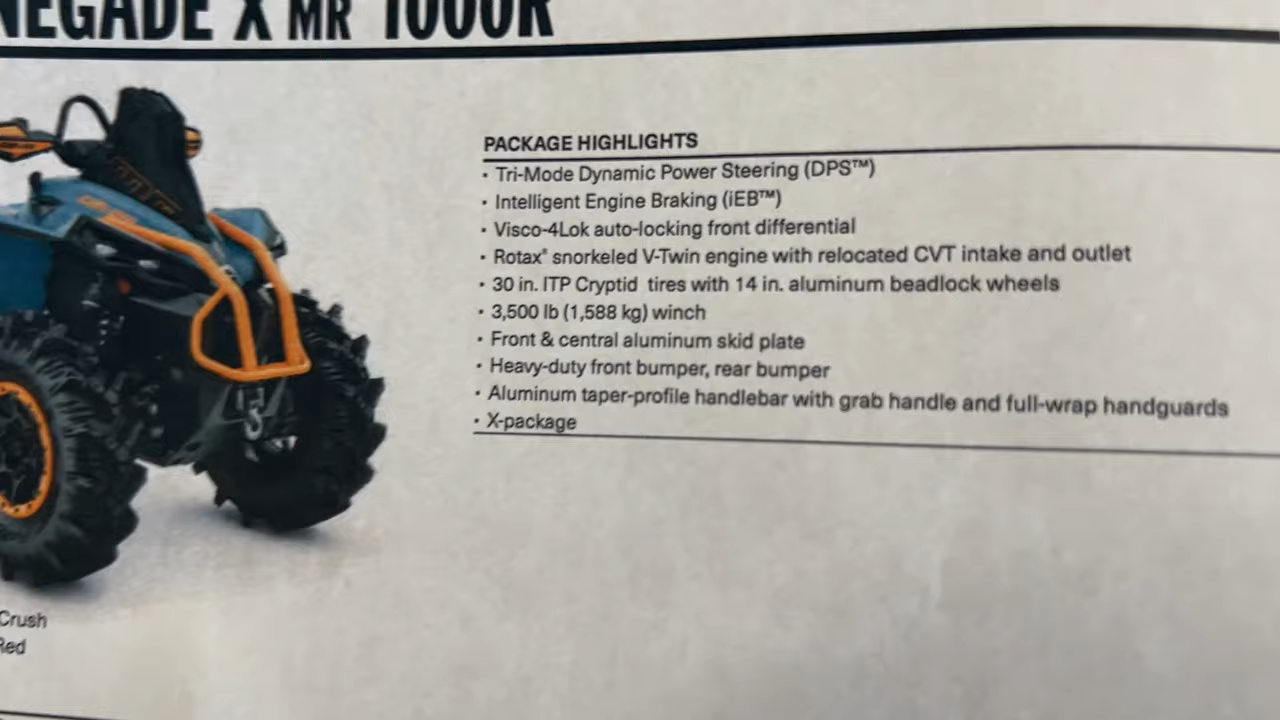 NEGADE X MR 1000R
PACKAGE HIGHLIGHTS
· Tri-Mode Dynamic Power Steering (DPS™)
· Intelligent Engine Braking (iEB™)
· Visco-4Lok auto-locking front differential
· Rotax® snorkeled V-Twin engine with relocated CVT intake and outlet
· 30 in. ITP Cryptid tires with 14 in. aluminum beadlock wheels
· 3,500 lb (1,588 kg) winch
· Front & central aluminum skid plate
· Heavy-duty front bumper, rear bumper
· Aluminum taper-profile handlebar with grab handle and full-wrap handguards
· X-package
Crush
Red